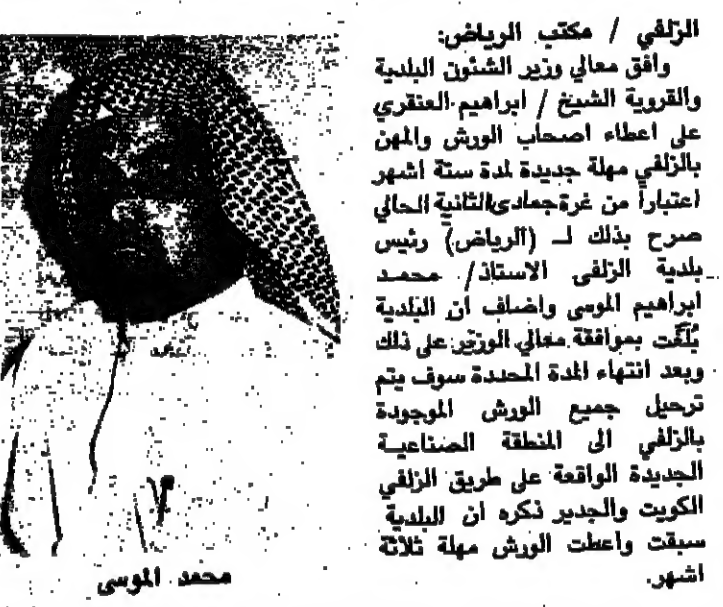 الزلفي / مكتب الرياض:
وافق معالي وزير الشئون البلدية
والقروية الشيخ / ابراهيم العنقري
على اعطاء اصحاب الورش والمهن
بالزلفي مهلة جديدة لمدة ستة اشهر
اعتباراً من غرة جمادى الثانية الحالي
صرح بذلك لـ (الرياض) رئيس
بلدية الزلفى الاستاذ/ محمد
ابراهيم الموسى واضاف ان البلدية
بُلّغت بموافقة معالي الوزير على ذلك
وبعد انتهاء المدة المحددة سوف يتم
ترحيل جميع الورش الموجودة
بالزلفي الى المنطقة الصناعية
الجديدة الواقعة على طريق الزلفي
الكويت والجدير ذكره ان البلدية
سبقت واعطت الورش مهلة ثلاثة
اشهر.
محمد الموسى